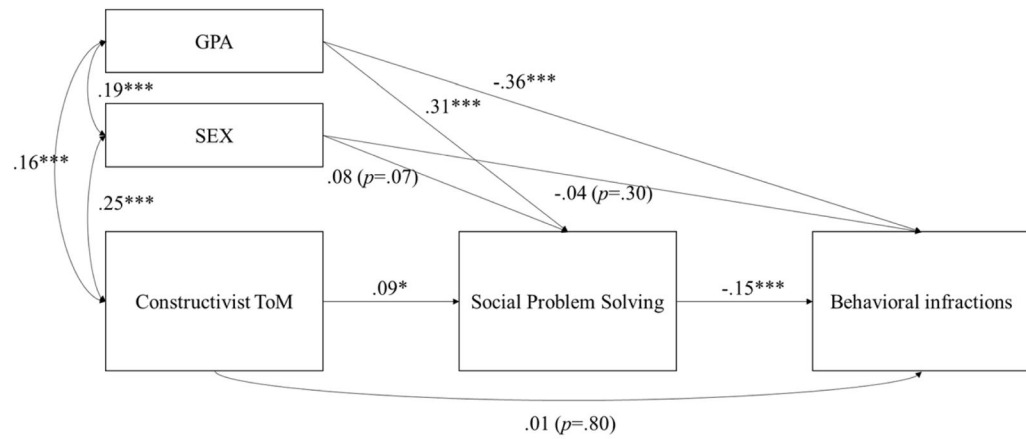 GPA
-.36***
.19***
.31***
SEX
.16***
.08 (p=.07)
-.04 (p=.30)
.25***
Constructivist ToM
.09*
Social Problem Solving
-.15***
Behavioral infractions
.01 (p=.80)